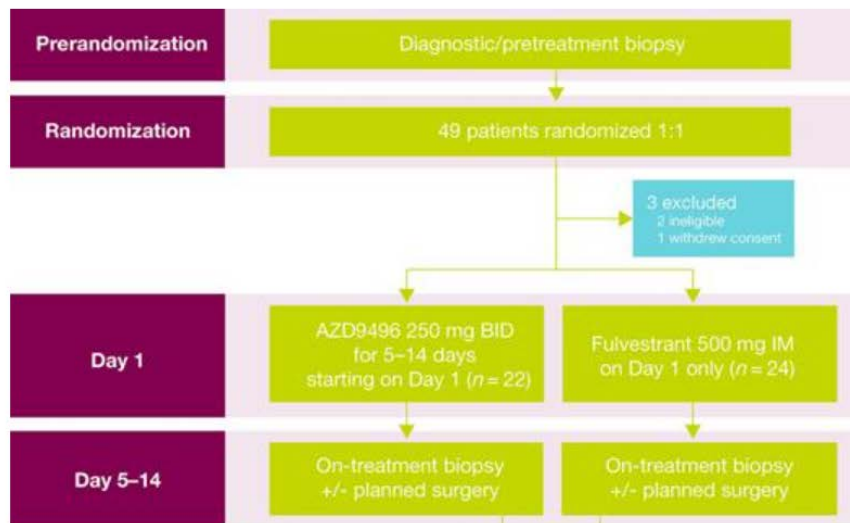 Prerandomization
Diagnostic/pretreatment biopsy
Randomization
49 patients randomized 1:1
3 excluded
2 ineligible
1 withdrew consent
Day 1
AZD9496 250 mg BID
for 5–14 days
starting on Day 1 (n = 22)
Fulvestrant 500 mg IM
on Day 1 only (n = 24)
Day 5–14
On-treatment biopsy
+/- planned surgery
On-treatment biopsy
+/- planned surgery